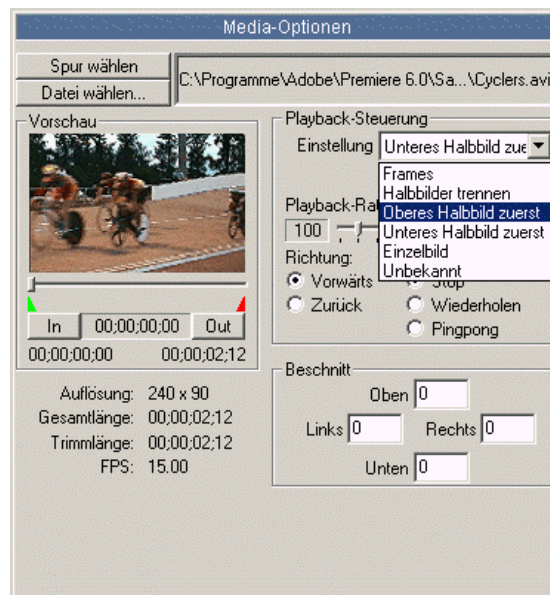 Media-Optionen
Spur wählen
Datei wählen...
C:\Programme\Adobe\Premiere 6.0\Sa...\Cyclers.avi
Vorschau
In
00;00;00;00
Out
00;00;00;00
00;00;02;12
Auflösung: 240 x 90
Gesamtlänge: 00;00;02;12
Trimmlänge: 00;00;02;12
FPS: 15.00
Playback-Steuerung
Einstellung
Unteres Halbbild zue
Frames
Halbbilder trennen
Oberes Halbbild zuerst
Unteres Halbbild zuerst
Einzelbild
Unbekannt
Playback-Rat
100
Richtung:
Vorwärts
Stop
Zurück
Wiederholen
Pingpong
Beschnitt
Oben 0
Links 0
Rechts 0
Unten 0